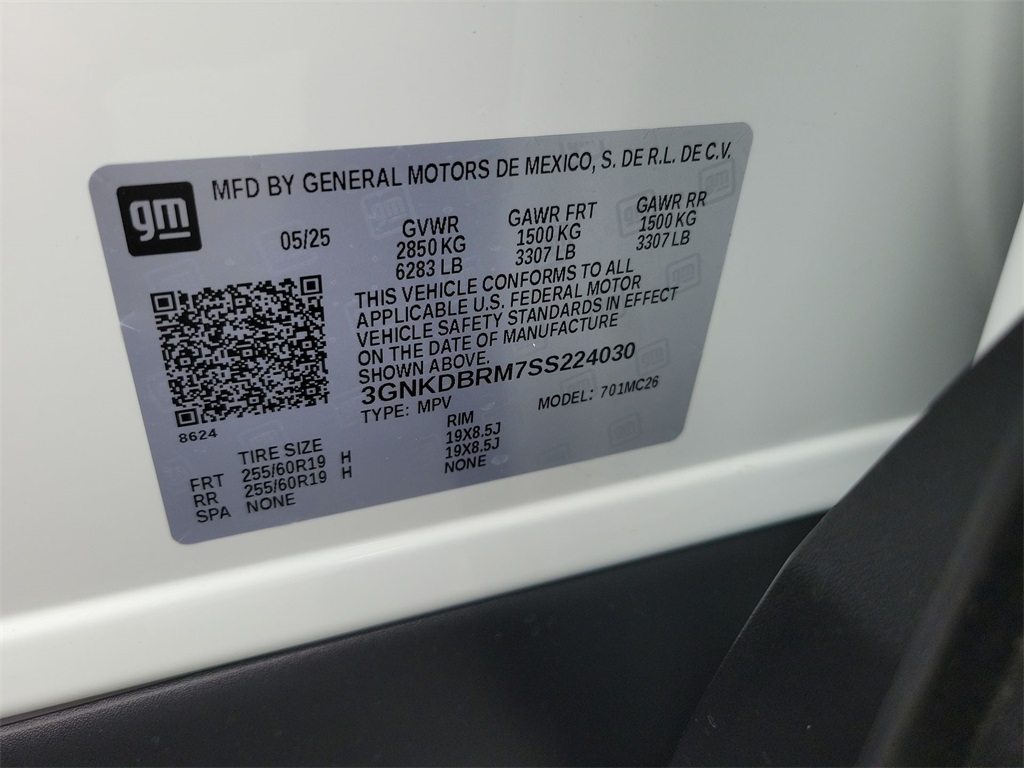 gm
MFD BY GENERAL MOTORS DE MEXICO, S. DE R.L. DE C.V.
05/25
GVWR
2850 KG
6283 LB
GAWR FRT
1500 KG
3307 LB
GAWR RR
1500 KG
3307 LB
THIS VEHICLE CONFORMS TO ALL
APPLICABLE U.S. FEDERAL MOTOR
VEHICLE SAFETY STANDARDS IN EFFECT
ON THE DATE OF MANUFACTURE
SHOWN ABOVE.
3GNKDBRM7SS224030
TYPE: MPV
MODEL: 701MC26
8624
TIRE SIZE
RIM
FRT 255/60R19 H 19X8.5J
RR 255/60R19 H 19X8.5J
SPA NONE NONE